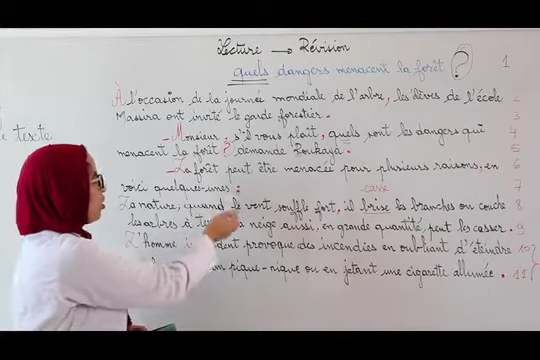 Lecture → Révision
quels dangers menacent la forêt ? 1
À l'occasion de la journée mondiale de l'arbre, les élèves de l'école 2
Massira ont invité le garde forestier. 3
_ Monsieur, s'il vous plaît, quels sont les dangers qui 4
menacent la forêt ? demande Roukaya. 5
_ La forêt peut être menacée pour plusieurs raisons, en 6
voici quelques-unes : 7
casse
La nature, quand le vent souffle fort, il brise les branches ou couche 8
les arbres à la neige aussi, en grande quantité, peut les casser. 9
L'homme provoque des incendies en oubliant d'éteindre 10
pique-nique ou en jetant une cigarette allumée. 11
texte